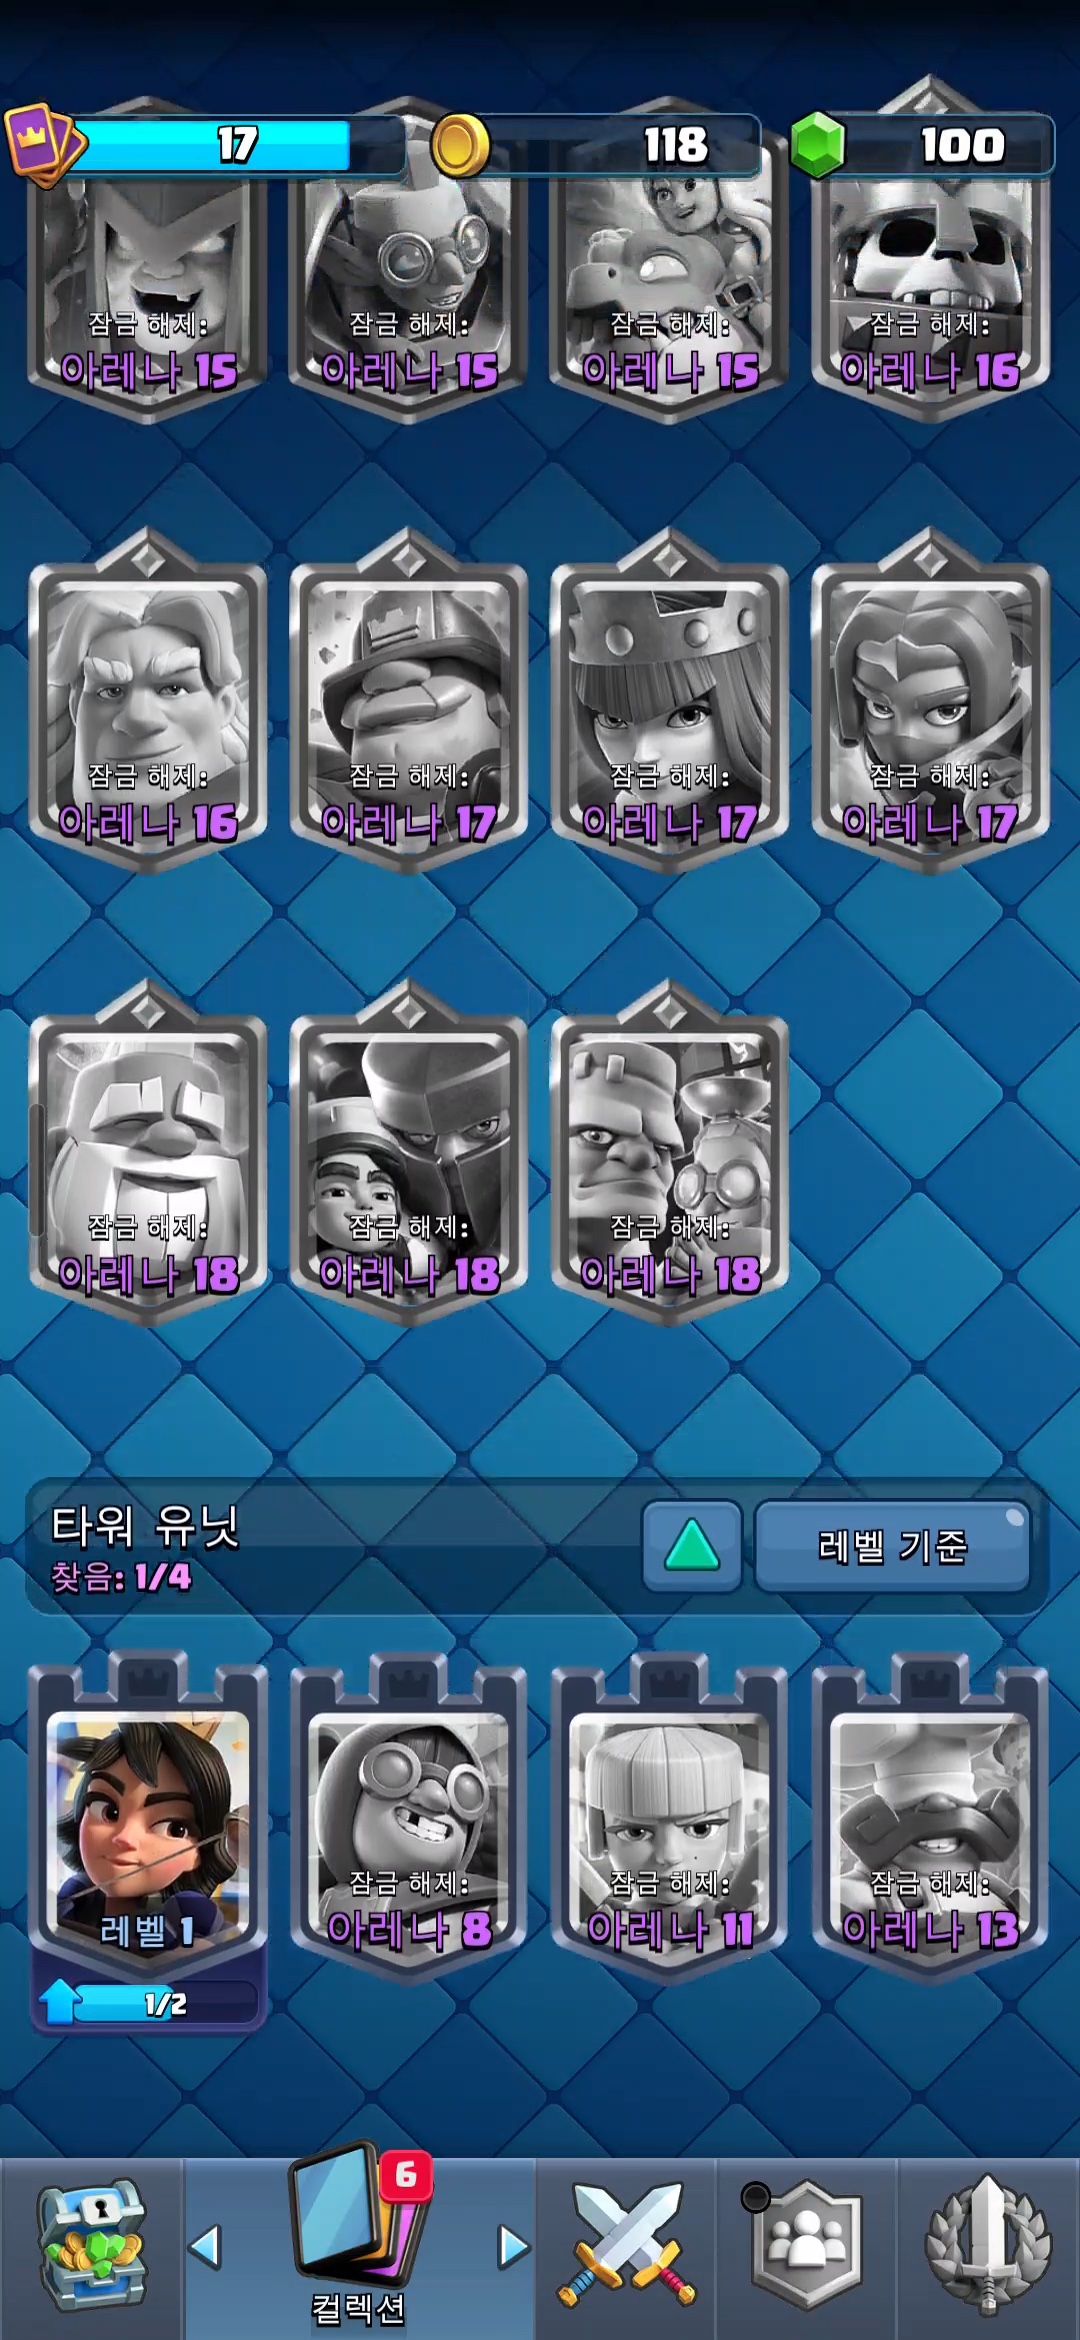 17
118
100
잠금 해제:
아레나 15
잠금 해제:
아레나 15
잠금 해제:
아레나 15
잠금 해제:
아레나 16
잠금 해제:
아레나 16
잠금 해제:
아레나 17
잠금 해제:
아레나 17
잠금 해제:
아레나 17
잠금 해제:
아레나 18
잠금 해제:
아레나 18
잠금 해제:
아레나 18
타워 유닛
찾음: 1/4
레벨 기준
레벨 1
1/2
잠금 해제:
아레나 8
잠금 해제:
아레나 11
잠금 해제:
아레나 13
6
컬렉션